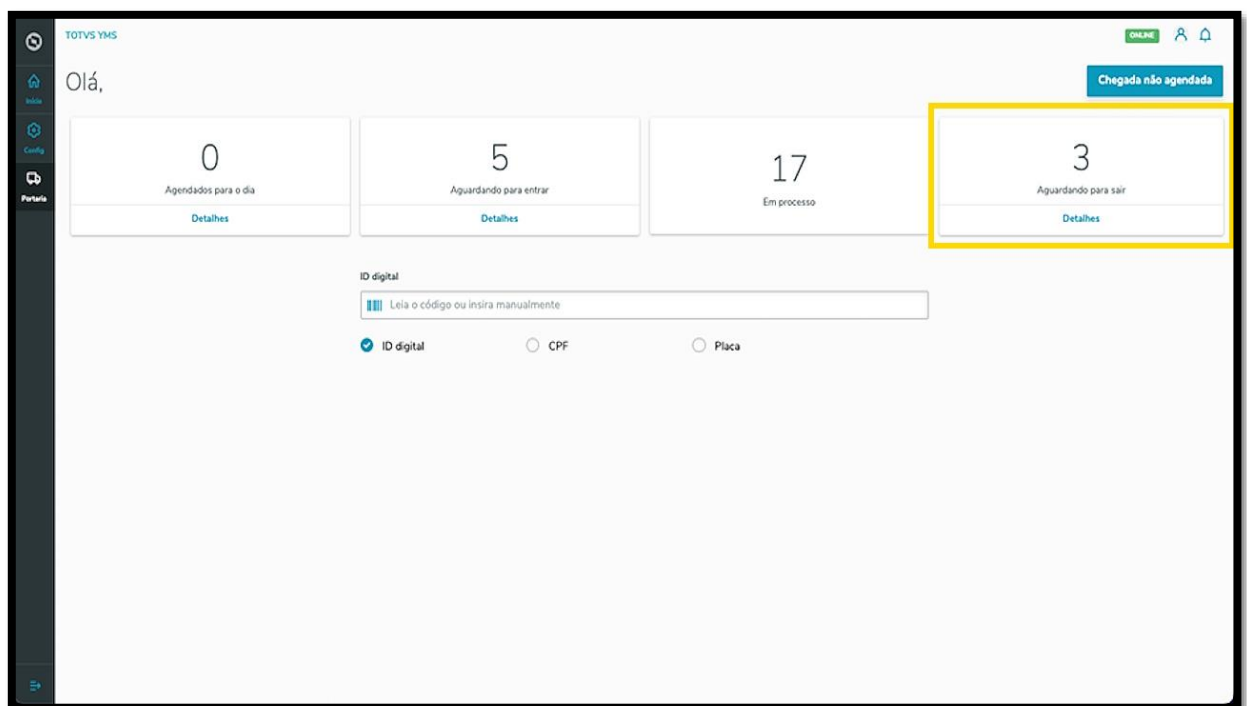 TOTVS YMS
ONLINE
Olá,
Chegada não agendada
Início
Config
Portaria
0
Agendados para o dia
Detalhes
5
Aguardando para entrar
Detalhes
17
Em processo
3
Aguardando para sair
Detalhes
ID digital
Leia o código ou insira manualmente
ID digital
CPF
Placa